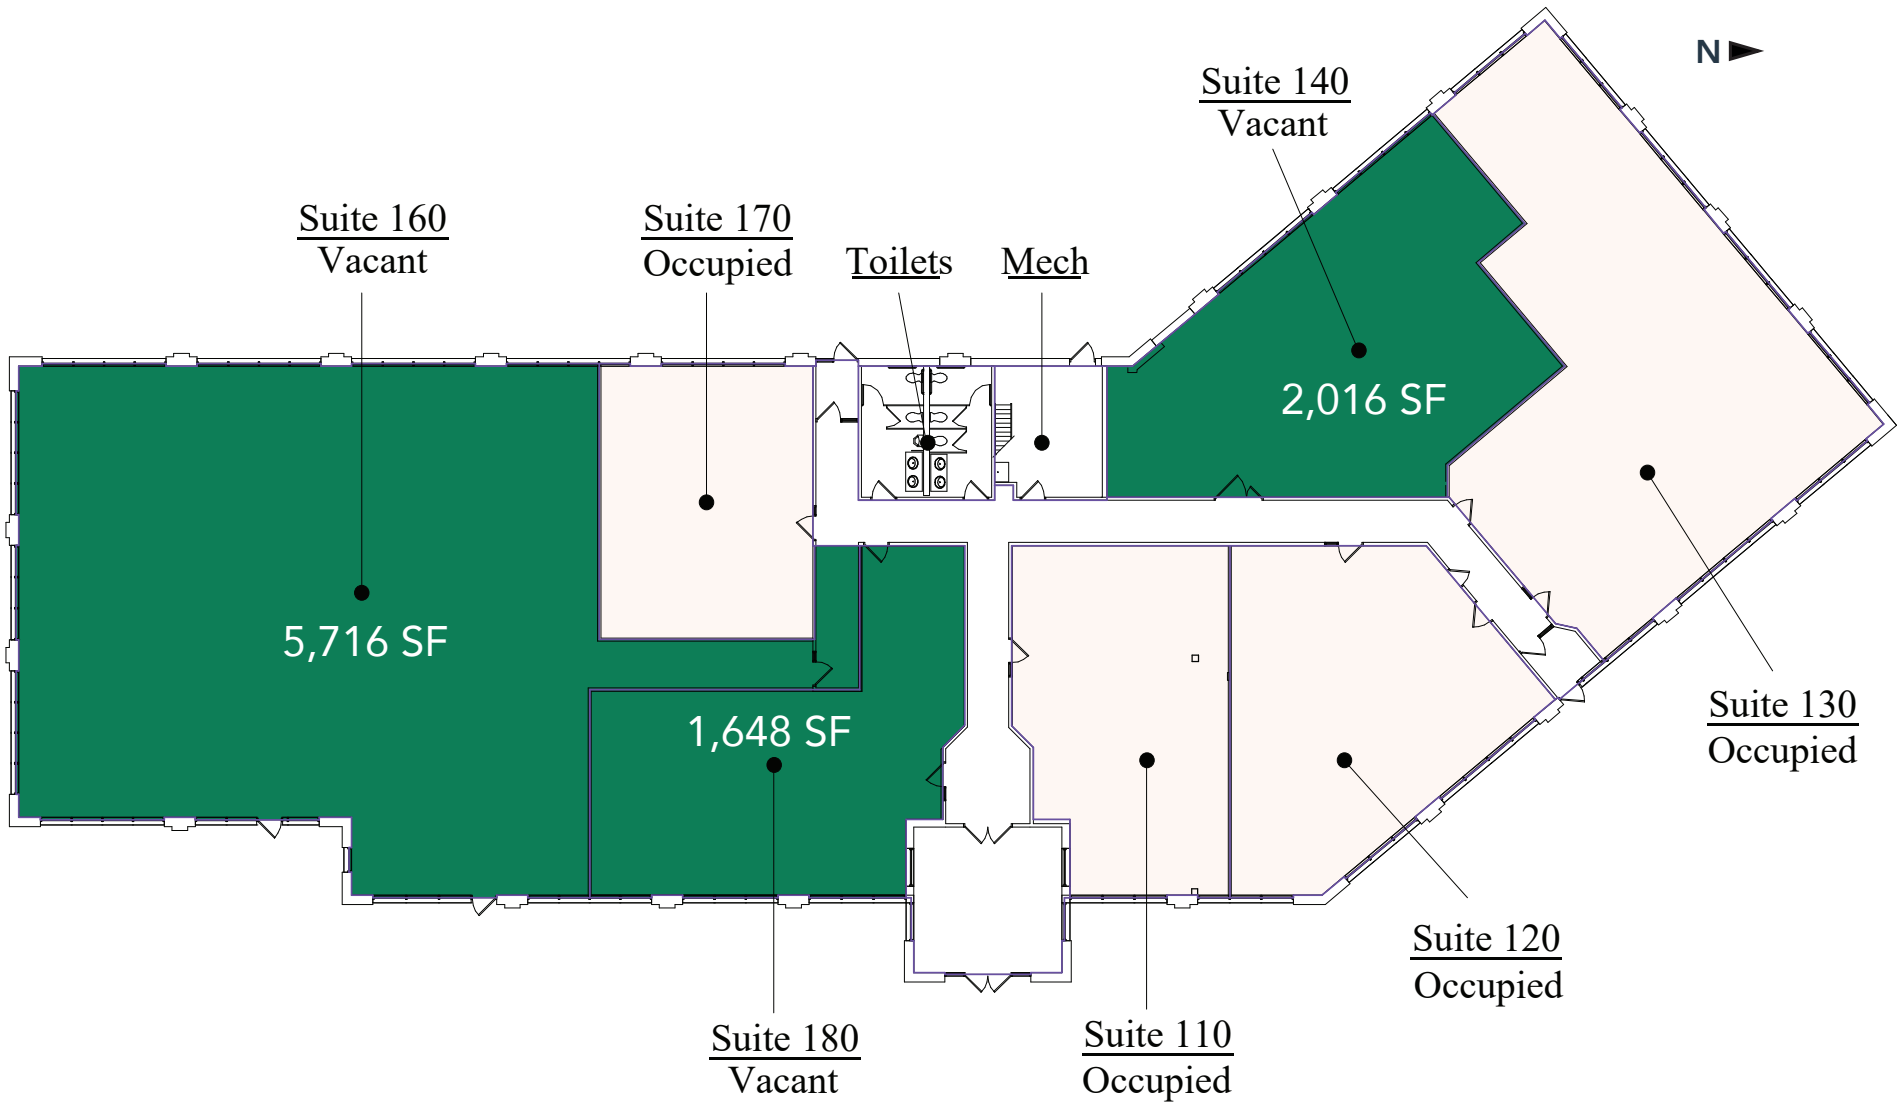 N
Suite 140
Vacant
Suite 160
Vacant
Suite 170
Occupied
Toilets
Mech
2,016 SF
5,716 SF
1,648 SF
Suite 130
Occupied
Suite 120
Occupied
Suite 180
Vacant
Suite 110
Occupied